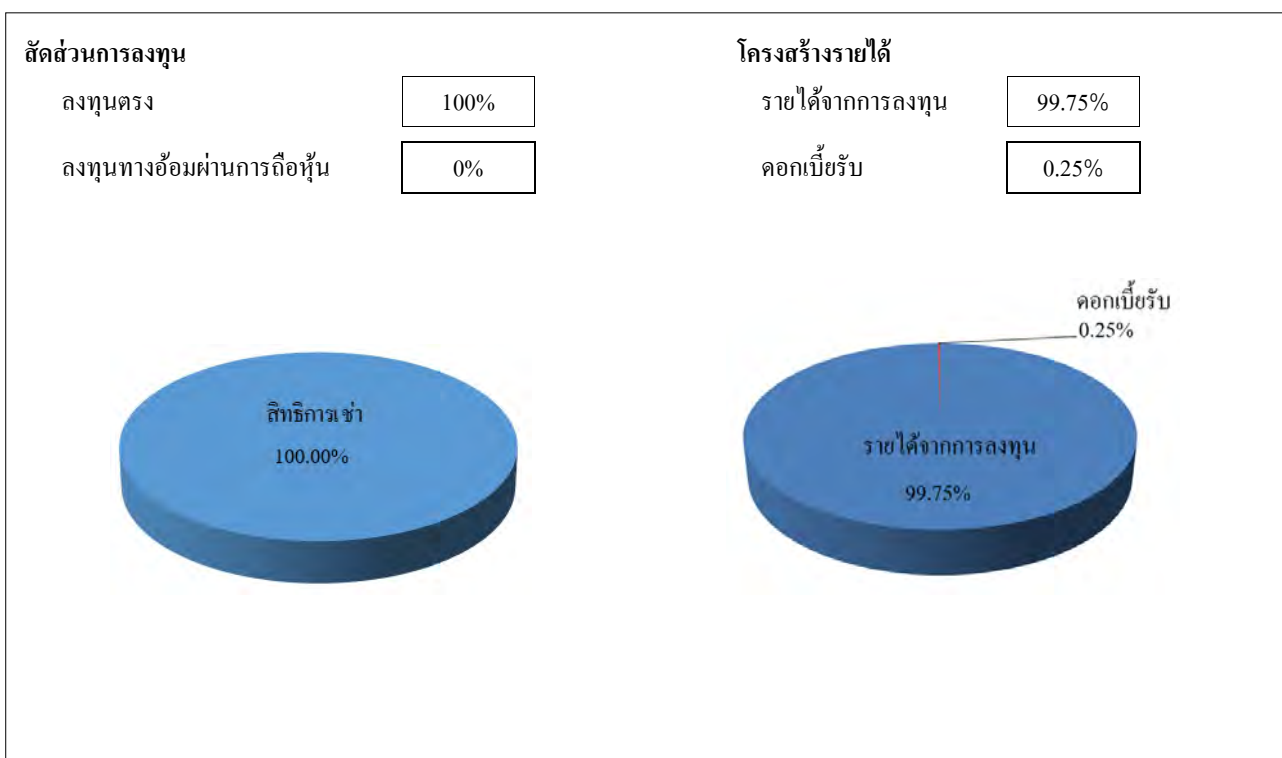 สัดส่วนการลงทุน
ลงทุนตรง 100%
ลงทุนทางอ้อมผ่านการถือหุ้น 0%
โครงสร้างรายได้
รายได้จากการลงทุน 99.75%
ดอกเบี้ยรับ 0.25%
สิทธิการเช่า
100.00%
ดอกเบี้ยรับ
0.25%
รายได้จากการลงทุน
99.75%